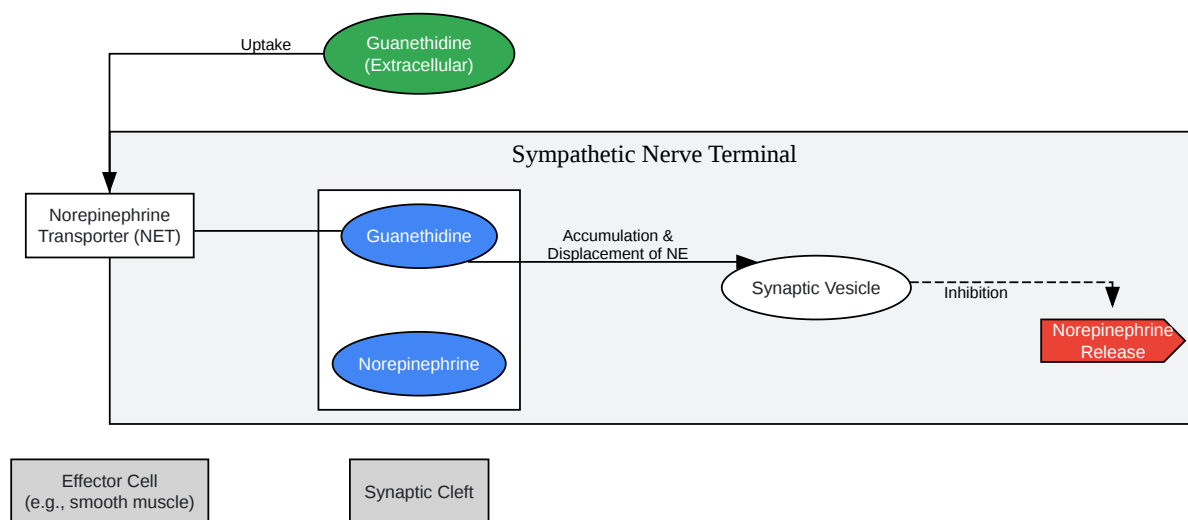 Uptake
Guanethidine
(Extracellular)
Sympathetic Nerve Terminal
Norepinephrine
Transporter (NET)
Guanethidine
Accumulation &
Displacement of NE
Synaptic Vesicle
Inhibition
Norepinephrine
Release
Norepinephrine
Effector Cell
(e.g., smooth muscle)
Synaptic Cleft